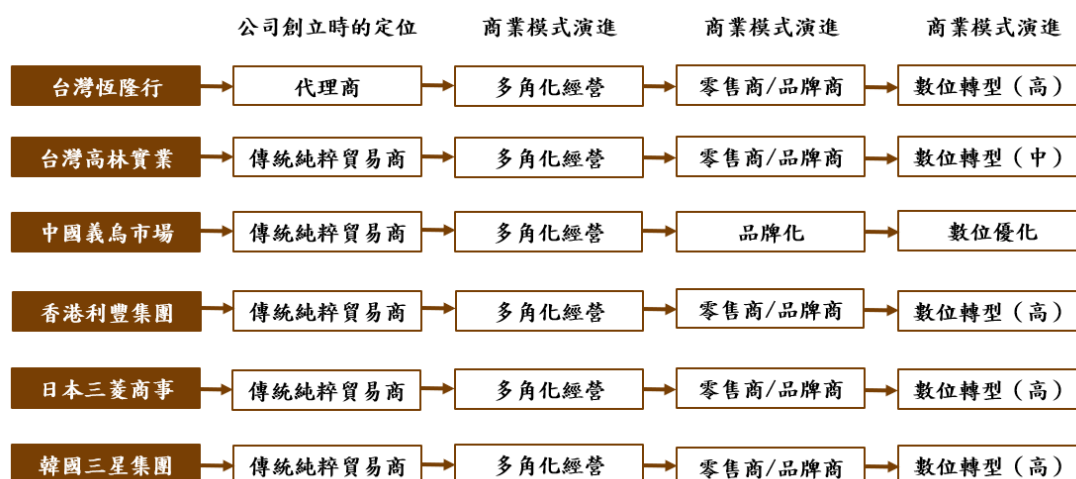 公司創立時的定位 商業模式演進 商業模式演進 商業模式演進
台灣恆隆行 代理商 多角化經營 零售商/品牌商 數位轉型（高）
台灣高林實業 傳統純粹貿易商 多角化經營 零售商/品牌商 數位轉型（中）
中國義烏市場 傳統純粹貿易商 多角化經營 品牌化 數位優化
香港利豐集團 傳統純粹貿易商 多角化經營 零售商/品牌商 數位轉型（高）
日本三菱商事 傳統純粹貿易商 多角化經營 零售商/品牌商 數位轉型（高）
韓國三星集團 傳統純粹貿易商 多角化經營 零售商/品牌商 數位轉型（高）